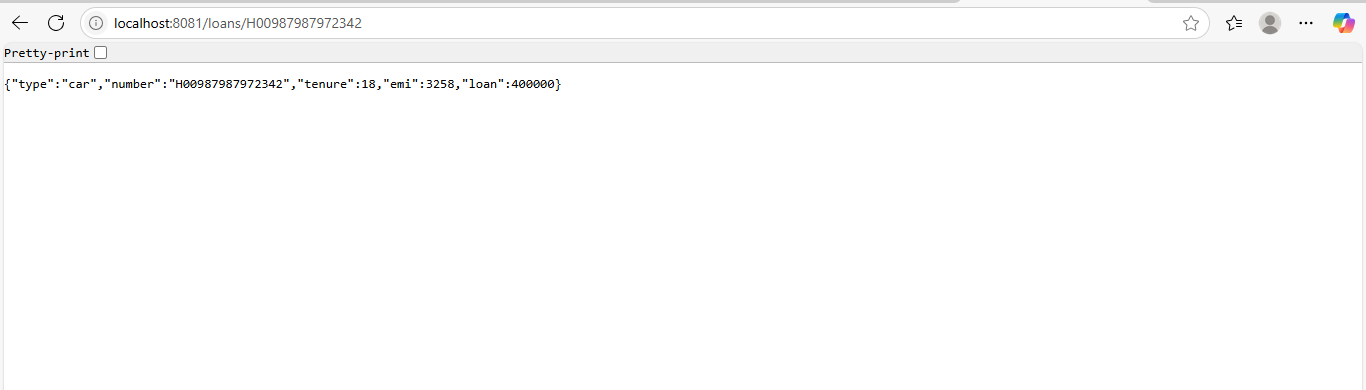 localhost:8081/loans/H00987987972342
Pretty-print
{"type":"car","number":"H00987987972342","tenure":18,"emi":3258,"loan":400000}